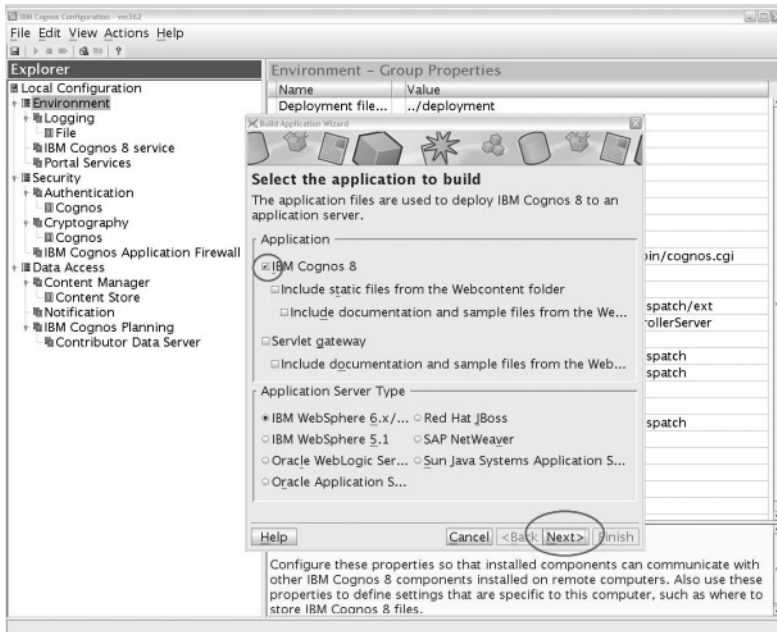 IBM Cognos Configuration - vm362
File Edit View Actions Help
Explorer
Local Configuration
Environment
Logging
File
IBM Cognos 8 service
Portal Services
Security
Authentication
Cognos
Cryptography
Cognos
IBM Cognos Application Firewall
Data Access
Content Manager
Content Store
Notification
IBM Cognos Planning
Contributor Data Server
Environment - Group Properties
Name Value
Deployment file... ../deployment
in/cognos.cgi
spatch/ext
rollerServer
spatch
spatch
spatch
Build Application Wizard
Select the application to build
The application files are used to deploy IBM Cognos 8 to an
application server.
Application
IBM Cognos 8
Include static files from the Webcontent folder
Include documentation and sample files from the We...
Servlet gateway
Include documentation and sample files from the Web...
Application Server Type
IBM WebSphere 6.x/... Red Hat JBoss
IBM WebSphere 5.1 SAP NetWeaver
Oracle WebLogic Ser... Sun Java Systems Application S...
Oracle Application S...
Help Cancel <Back Next> Finish
Configure these properties so that installed components can communicate with
other IBM Cognos 8 components installed on remote computers. Also use these
properties to define settings that are specific to this computer, such as where to
store IBM Cognos 8 files.